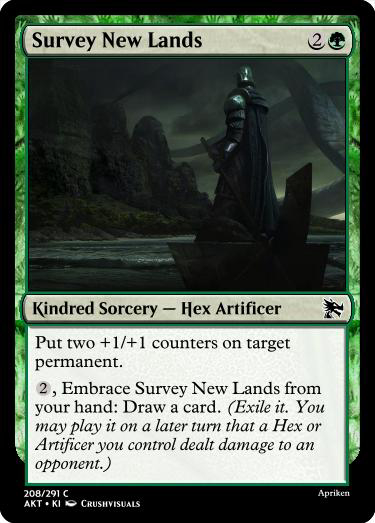 Survey New Lands 2
Kindred Sorcery — Hex Artificer
Put two +1/+1 counters on target
permanent.
2, Embrace Survey New Lands from
your hand: Draw a card. (Exile it. You
may play it on a later turn that a Hex or
Artificer you control dealt damage to an
opponent.)
208/291 C
AKT • KI Crushvisuals
Apriken